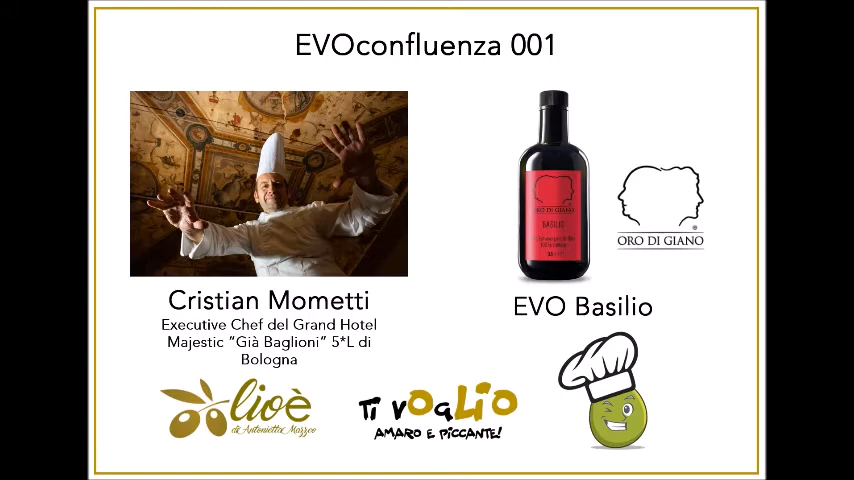 EVOconfluenza 001
ORO DI GIANO
BASILIO
ORO DI GIANO
Cristian Mometti
Executive Chef del Grand Hotel
Majestic “Già Baglioni” 5*L di
Bologna
EVO Basilio
lioè
di Antonietta Mazzeo
Ti VOGLIO
AMARO E PICCANTE!